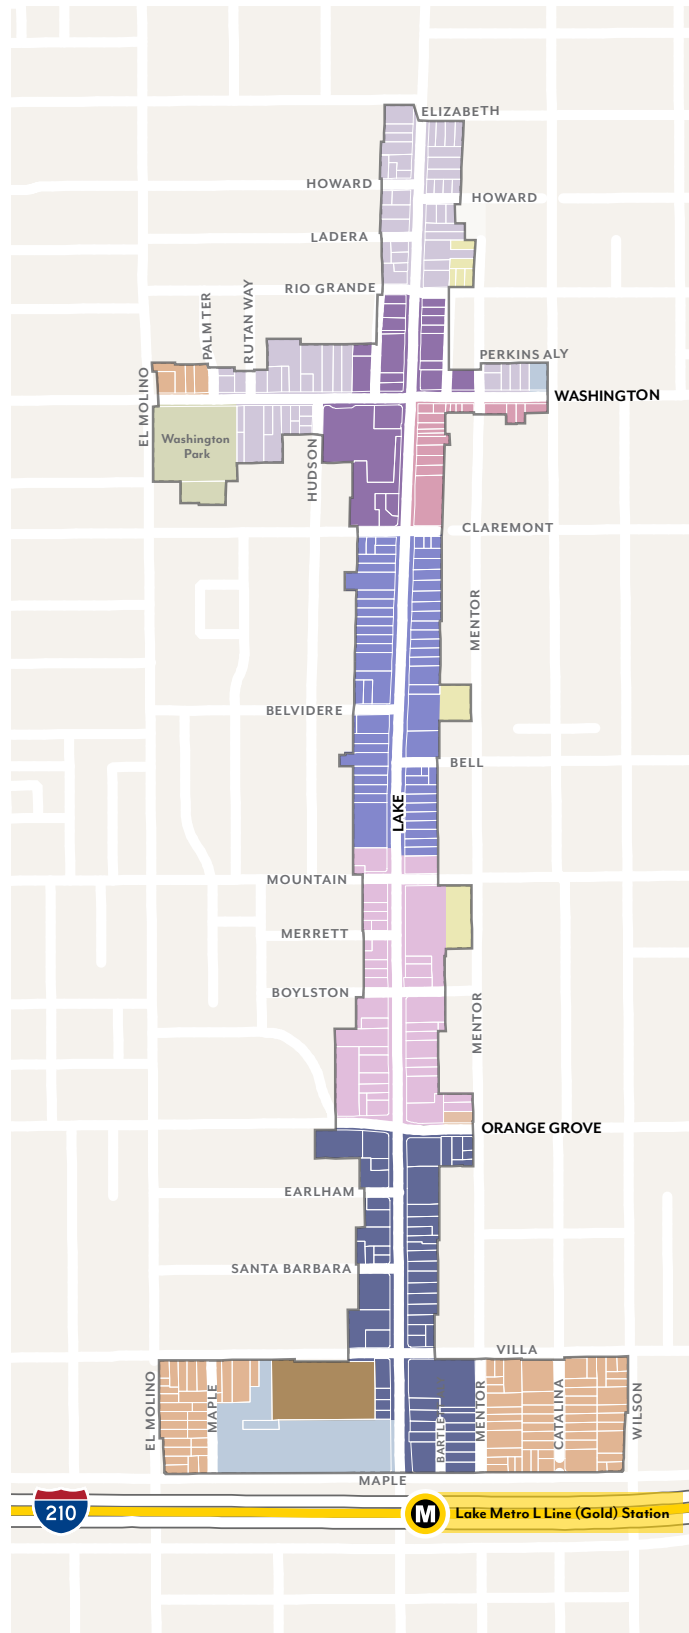 ELIZABETH
HOWARD
HOWARD
LADERA
RIO GRANDE
PALM TER
RUTAN WAY
PERKINS ALY
EL MOLINO
WASHINGTON
Washington
Park
HUDSON
CLAREMONT
MENTOR
BELVIDERE
BELL
LAKE
MOUNTAIN
MERRETT
BOYLSTON
MENTOR
ORANGE GROVE
EARLHAM
SANTA BARBARA
VILLA
EL MOLINO
MAPLE
MENTOR
CATALINA
WILSON
MAPLE
210
M
Lake Metro L Line (Gold) Station